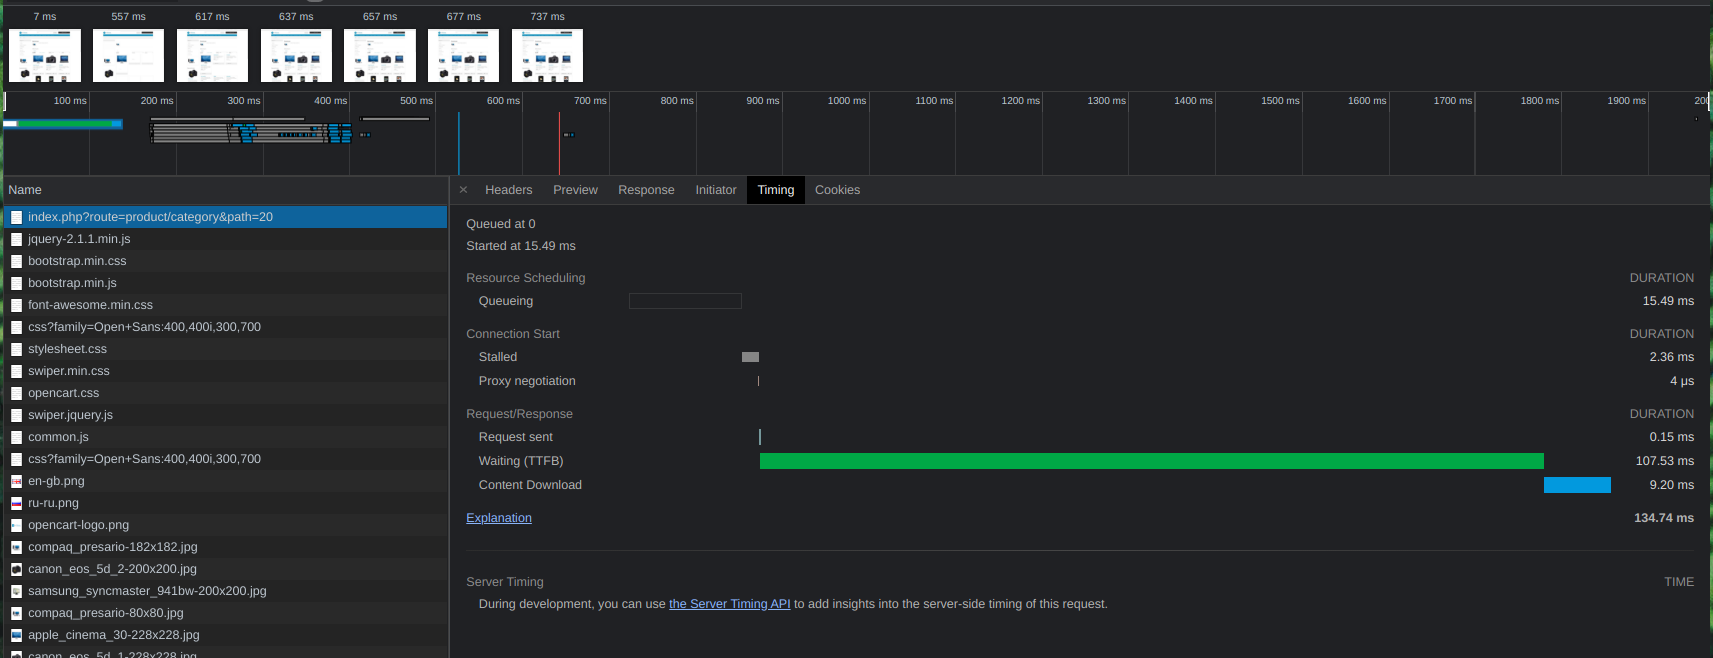 7 ms 557 ms 617 ms 637 ms 657 ms 677 ms 737 ms
100 ms 200 ms 300 ms 400 ms 500 ms 600 ms 700 ms 800 ms 900 ms 1000 ms 1100 ms 1200 ms 1300 ms 1400 ms 1500 ms 1600 ms 1700 ms 1800 ms 1900 ms 200
Name
index.php?route=product/category&path=20
jquery-2.1.1.min.js
bootstrap.min.css
bootstrap.min.js
font-awesome.min.css
css?family=Open+Sans:400,400i,300,700
stylesheet.css
swiper.min.css
opencart.css
swiper.jquery.js
common.js
css?family=Open+Sans:400,400i,300,700
en-gb.png
ru-ru.png
opencart-logo.png
compaq_presario-182x182.jpg
canon_eos_5d_2-200x200.jpg
samsung_syncmaster_941bw-200x200.jpg
compaq_presario-80x80.jpg
apple_cinema_30-228x228.jpg
canon_eos_5d_1-228x228.jpg
× Headers Preview Response Initiator Timing Cookies
Queued at 0
Started at 15.49 ms
Resource Scheduling DURATION
Queueing 15.49 ms
Connection Start DURATION
Stalled 2.36 ms
Proxy negotiation 4 μs
Request/Response DURATION
Request sent 0.15 ms
Waiting (TTFB) 107.53 ms
Content Download 9.20 ms
Explanation 134.74 ms
Server Timing TIME
During development, you can use the Server Timing API to add insights into the server-side timing of this request.